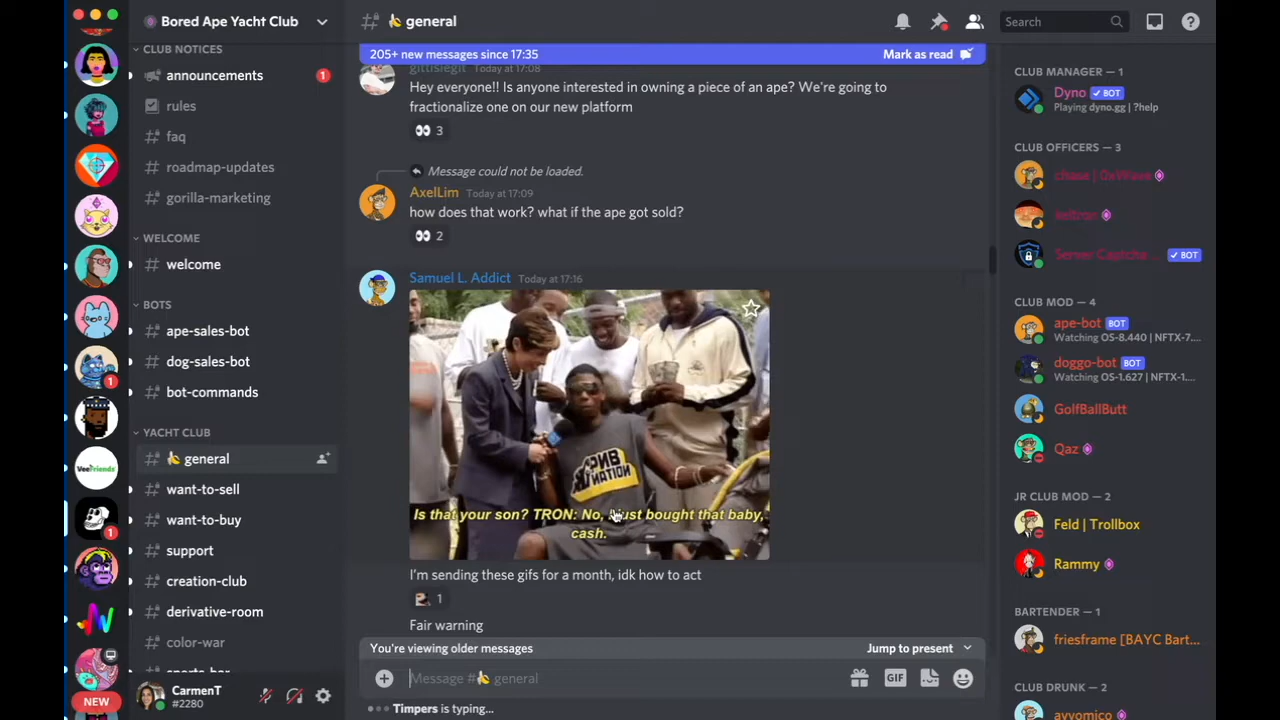 Bored Ape Yacht Club
CLUB NOTICES
announcements
1
rules
faq
roadmap-updates
gorilla-marketing
WELCOME
welcome
BOTS
ape-sales-bot
dog-sales-bot
bot-commands
YACHT CLUB
general
want-to-sell
want-to-buy
support
creation-club
derivative-room
color-war
sports-bar
1
VeeFriends
1
NEW
CarmenT
#2280
# general
Search
205+ new messages since 17:35
Mark as read
gittislegit Today at 17:08
Hey everyone!! Is anyone interested in owning a piece of an ape? We're going to
fractionalize one on our new platform
3
Message could not be loaded.
AxelLim Today at 17:09
how does that work? what if the ape got sold?
2
Samuel L. Addict Today at 17:16
NATION
Is that your son? TRON: No, I just bought that baby,
cash.
I'm sending these gifs for a month, idk how to act
1
Fair warning
You're viewing older messages
Jump to present
Message # general
GIF
Timpers is typing...
CLUB MANAGER — 1
Dyno BOT
Playing dyno.gg | ?help
CLUB OFFICERS — 3
Server Captcha... BOT
CLUB MOD — 4
ape-bot BOT
Watching OS-8.440 | NFTX-7....
doggo-bot BOT
Watching OS-1.627 | NFTX-1....
GolfBallButt
Qaz
JR CLUB MOD — 2
Feld | Trollbox
Rammy
BARTENDER — 1
friesframe [BAYC Bart...
CLUB DRUNK — 2
ayyomico